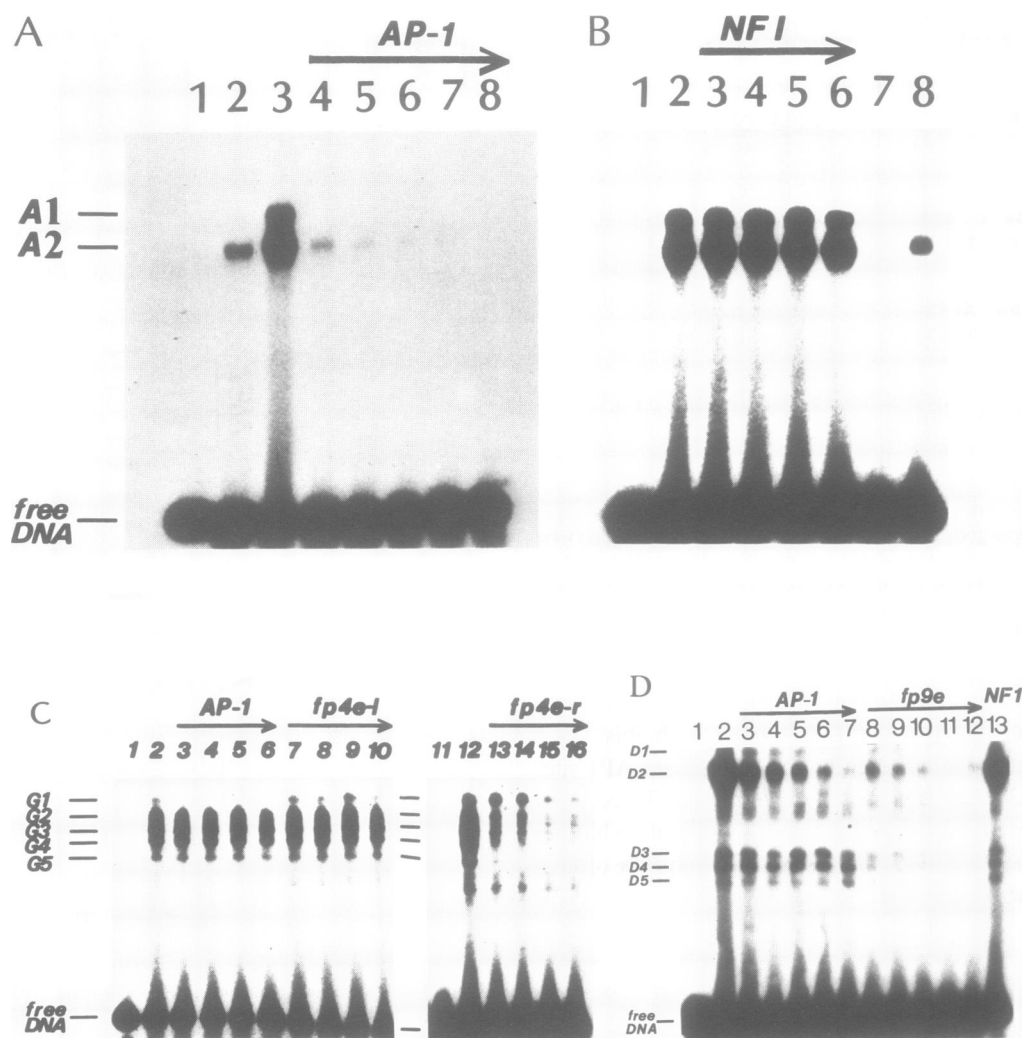 A
AP-1
1 2 3 4 5 6 7 8
A1
A2
free
DNA
B
NF I
1 2 3 4 5 6 7 8
C
AP-1 fp4e-l
1 2 3 4 5 6 7 8 9 10
G1
G2
G3
G4
G5
free
DNA
fp4e-r
11 12 13 14 15 16
D
AP-1 fp9e NF1
1 2 3 4 5 6 7 8 9 10 11 12 13
D1
D2
D3
D4
D5
free
DNA